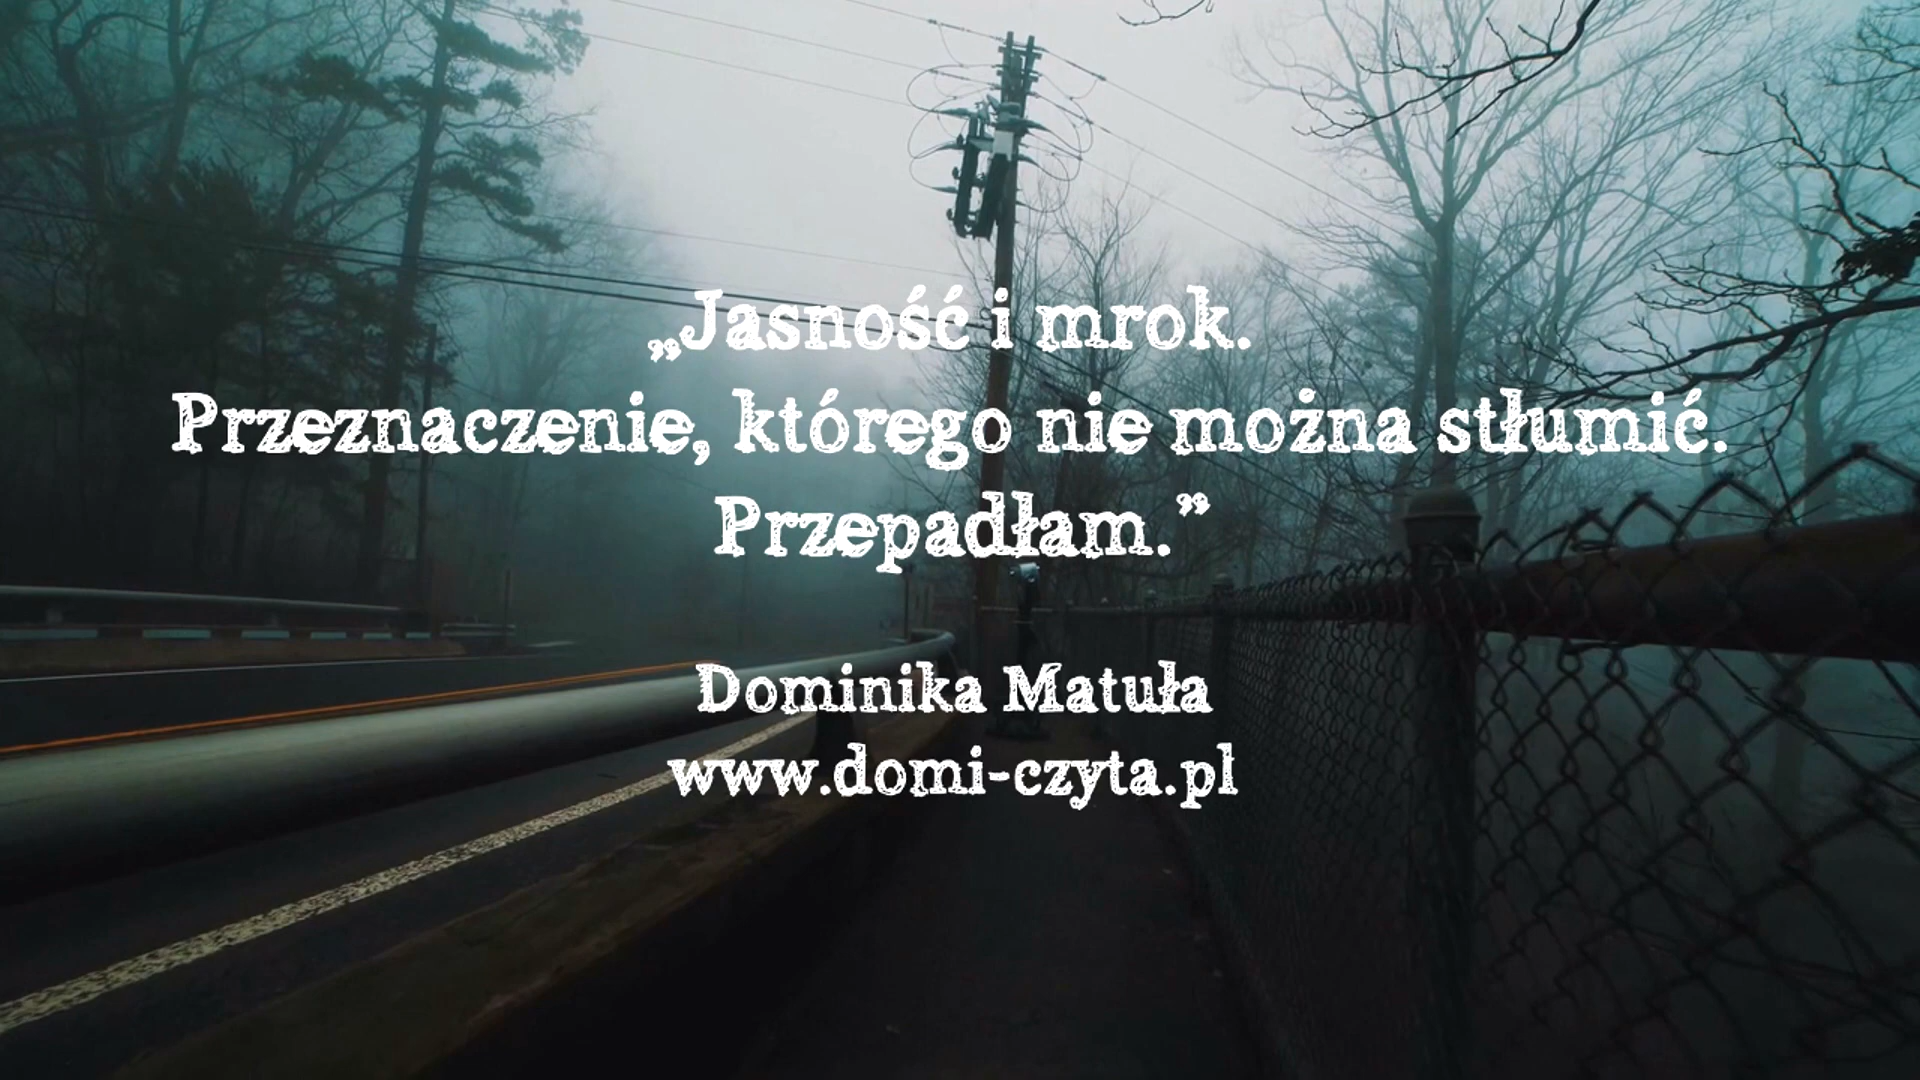 „Jasność i mrok.
Przeznaczenie, którego nie można stłumić.
Przepadłam.”
Dominika Matuła
www.domi-czyta.pl